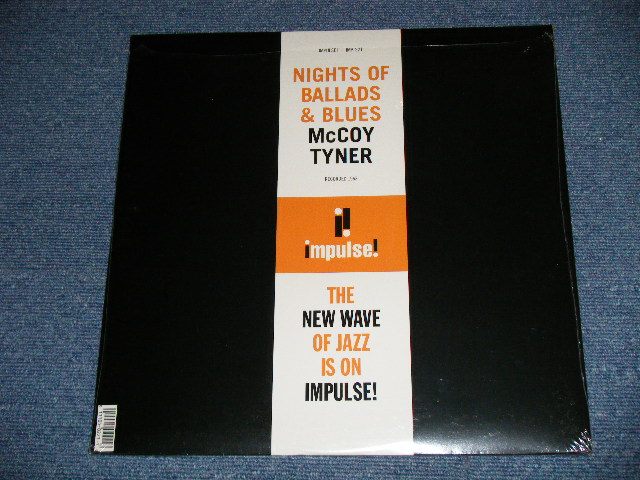 NIGHTS OF
BALLADS
& BLUES
McCOY
TYNER
impulse!
THE
NEW WAVE
OF JAZZ
IS ON
IMPULSE!